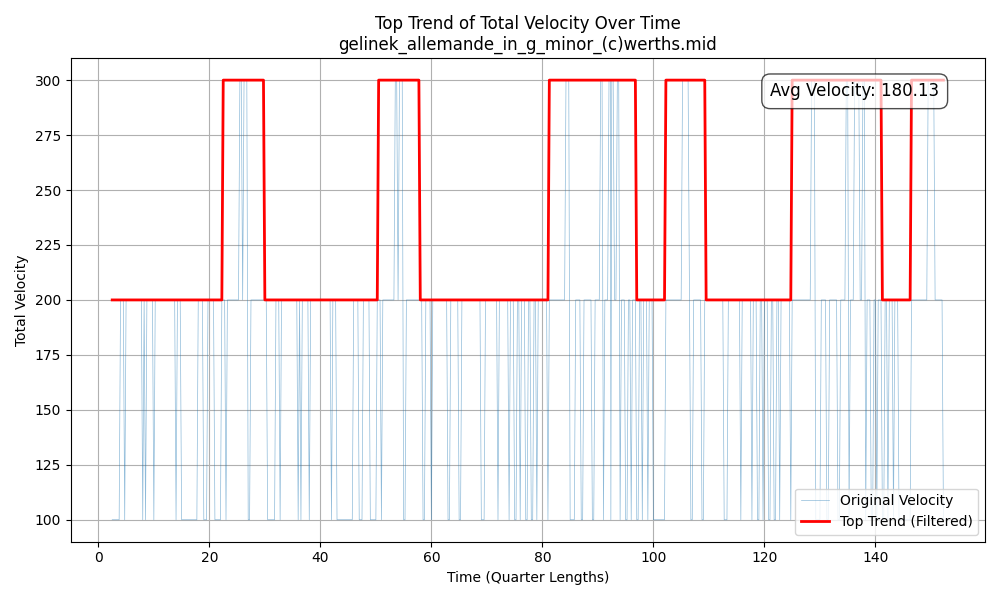 Top Trend of Total Velocity Over Time
gelinek_allemande_in_g_minor_(c)werths.mid
Avg Velocity: 180.13
Total Velocity
300
275
250
225
200
175
150
125
100
0 20 40 60 80 100 120 140
Time (Quarter Lengths)
Original Velocity
Top Trend (Filtered)